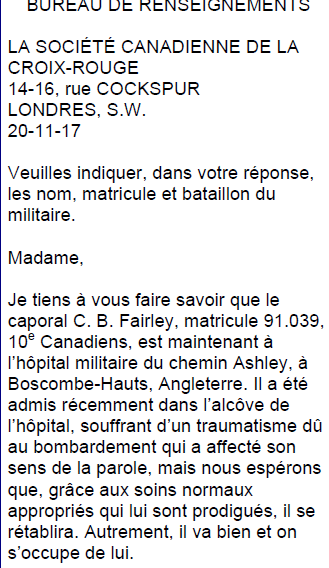 BUREAU DE RENSEIGNEMENTS
LA SOCIÉTÉ CANADIENNE DE LA
CROIX-ROUGE
14-16, rue COCKSPUR
LONDRES, S.W.
20-11-17
Veuilles indiquer, dans votre réponse,
les nom, matricule et bataillon du
militaire.
Madame,
Je tiens à vous faire savoir que le
caporal C. B. Fairley, matricule 91.039,
10e Canadiens, est maintenant à
l’hôpital militaire du chemin Ashley, à
Boscombe-Hauts, Angleterre. Il a été
admis récemment dans l’alcôve de
l’hôpital, souffrant d’un traumatisme dû
au bombardement qui a affecté son
sens de la parole, mais nous espérons
que, grâce aux soins normaux
appropriés qui lui sont prodigués, il se
rétablira. Autrement, il va bien et on
s’occupe de lui.